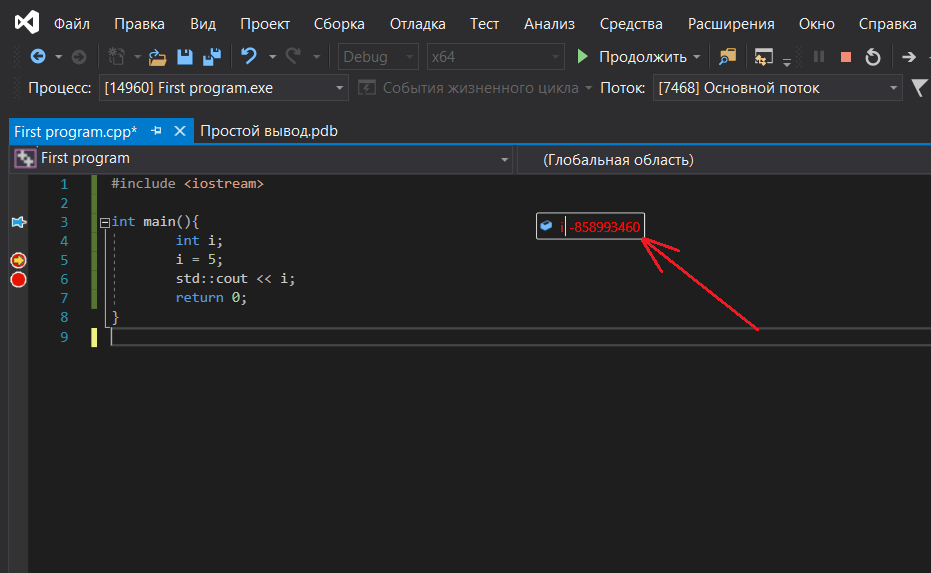 Файл Правка Вид Проект Сборка Отладка Тест Анализ Средства Расширения Окно Справка
Debug x64 Продолжить
Процесс: [14960] First program.exe События жизненного цикла Поток: [7468] Основной поток
First program.cpp* Простой вывод.pdb
First program (Глобальная область)
1 #include <iostream>
2
3 int main(){
4 int i;
5 i = 5;
6 std::cout << i;
7 return 0;
8 }
9
i -858993460